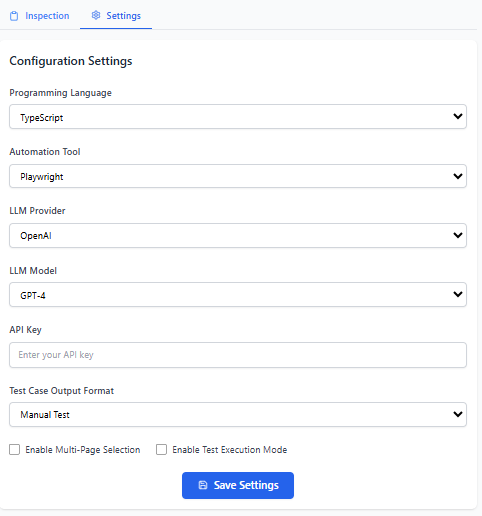 Inspection
Settings
Configuration Settings
Programming Language
TypeScript
Automation Tool
Playwright
LLM Provider
OpenAI
LLM Model
GPT-4
API Key
Enter your API key
Test Case Output Format
Manual Test
Enable Multi-Page Selection
Enable Test Execution Mode
Save Settings